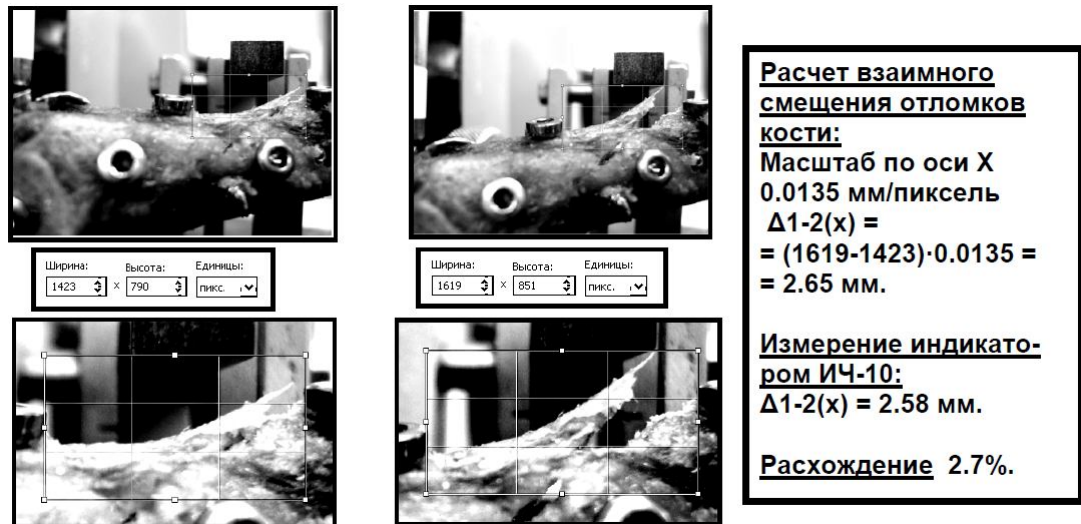 Ширина:
Высота:
Единицы:
1423 x 790 пикс.
Ширина:
Высота:
Единицы:
1619 x 851 пикс.
Расчет взаимного
смещения отломков
кости:
Масштаб по оси X
0.0135 мм/пиксель
Δ1-2(x) =
= (1619-1423)·0.0135 =
= 2.65 мм.
Измерение индикато-
ром ИЧ-10:
Δ1-2(x) = 2.58 мм.
Расхождение 2.7%.